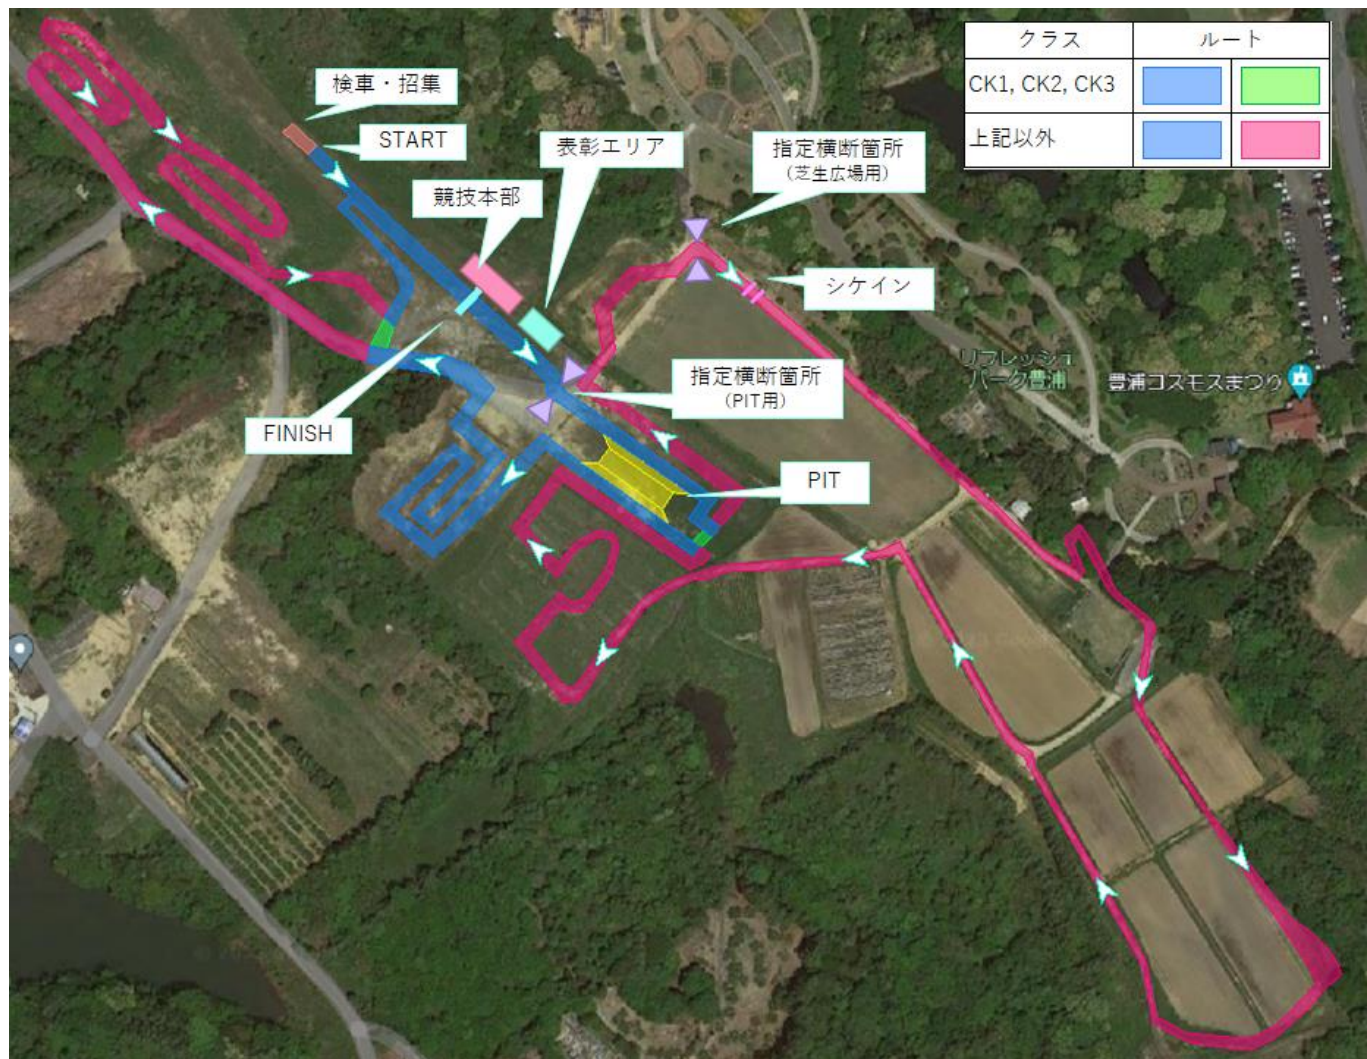 クラス
ルート
CK1, CK2, CK3
上記以外
検車・招集
START
表彰エリア
指定横断箇所
(芝生広場用)
競技本部
シケイン
リフレッシュ
パーク豊浦
豊浦コスモスまつり
指定横断箇所
(PIT用)
FINISH
PIT